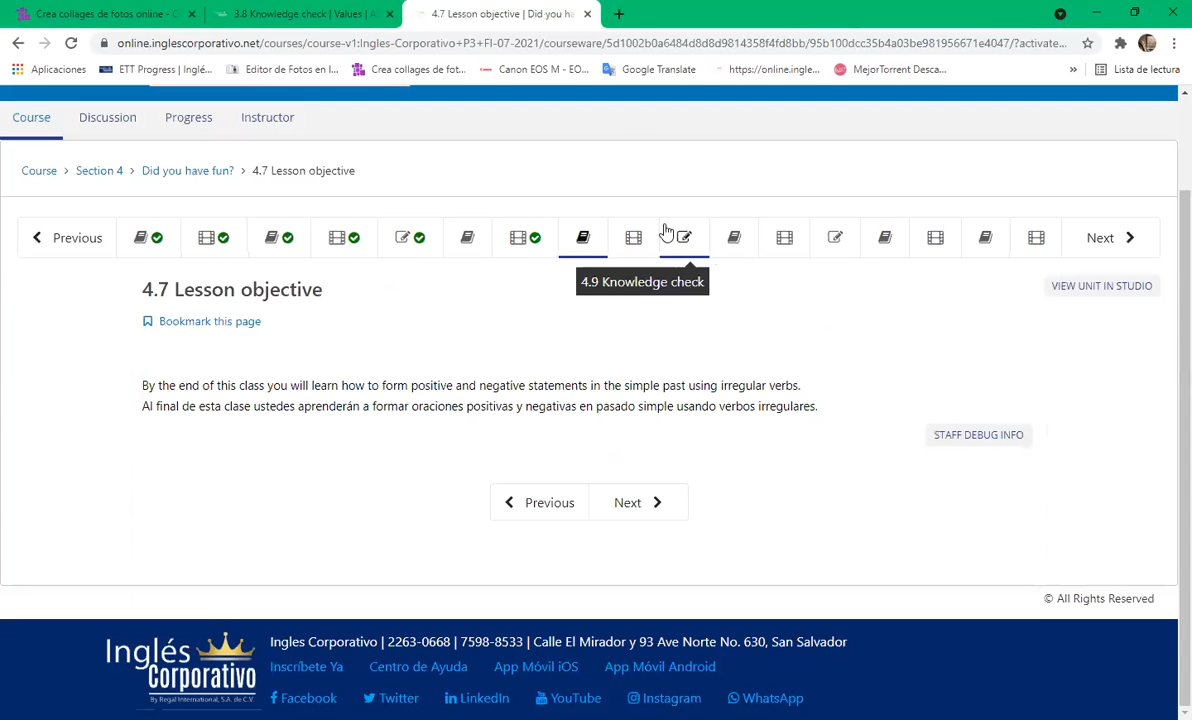 Crea collages de fotos online - C
3.8 Knowledge check | Values | A
4.7 Lesson objective | Did you ha
online.inglescorporativo.net/courses/course-v1:Ingles-Corporativo+P3+FI-07-2021/courseware/5d1002b0a6484d8d8d9814358f4fd8bb/95b100dcc35b4a03be981956671e4047/?activate...
Aplicaciones
ETT Progress | Inglé...
Editor de Fotos en l...
Crea collages de fot...
Canon EOS M - EO...
Google Translate
https://online.ingle...
MejorTorrent Desca...
»
Lista de lectura
Course
Discussion
Progress
Instructor
Course > Section 4 > Did you have fun? > 4.7 Lesson objective
Previous
Next
4.9 Knowledge check
4.7 Lesson objective
VIEW UNIT IN STUDIO
Bookmark this page
By the end of this class you will learn how to form positive and negative statements in the simple past using irregular verbs.
Al final de esta clase ustedes aprenderán a formar oraciones positivas y negativas en pasado simple usando verbos irregulares.
STAFF DEBUG INFO
Previous
Next
© All Rights Reserved
Inglés
Corporativo
By Regal International, S.A. de C.V.
Ingles Corporativo | 2263-0668 | 7598-8533 | Calle El Mirador y 93 Ave Norte No. 630, San Salvador
Inscríbete Ya
Centro de Ayuda
App Móvil iOS
App Móvil Android
Facebook
Twitter
LinkedIn
YouTube
Instagram
WhatsApp